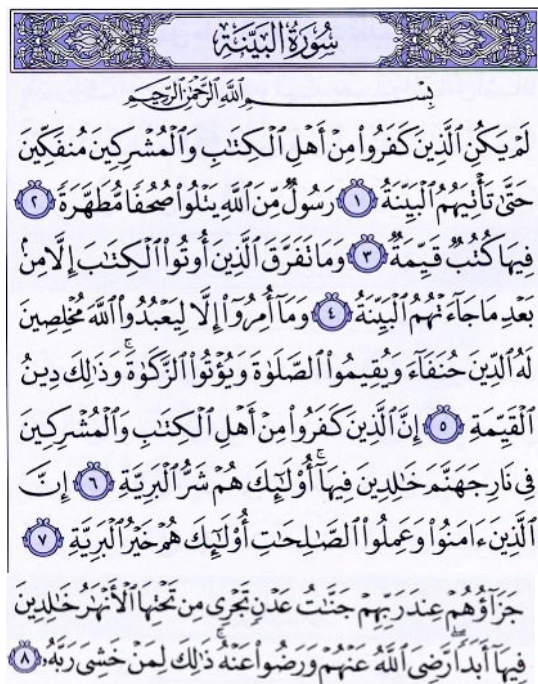 سُورَةُ البَيِّنَةِ
بِسْمِ ٱللَّهِ ٱلرَّحْمَٰنِ ٱلرَّحِيمِ
لَمْ يَكُنِ ٱلَّذِينَ كَفَرُواْ مِنْ أَهْلِ ٱلْكِتَٰبِ وَٱلْمُشْرِكِينَ مُنفَكِّينَ
حَتَّىٰ تَأْتِيَهُمُ ٱلْبَيِّنَةُ ١ رَسُولٌ مِّنَ ٱللَّهِ يَتْلُواْ صُحُفًا مُّطَهَّرَةً ٢
فِيهَا كُتُبٌ قَيِّمَةٌ ٣ وَمَا تَفَرَّقَ ٱلَّذِينَ أُوتُواْ ٱلْكِتَٰبَ إِلَّا مِنۢ
بَعْدِ مَا جَآءَتْهُمُ ٱلْبَيِّنَةُ ٤ وَمَآ أُمِرُوٓاْ إِلَّا لِيَعْبُدُواْ ٱللَّهَ مُخْلِصِينَ
لَهُ ٱلدِّينَ حُنَفَآءَ وَيُقِيمُواْ ٱلصَّلَوٰةَ وَيُؤْتُواْ ٱلزَّكَوٰةَ ۚ وَذَٰلِكَ دِينُ
ٱلْقَيِّمَةِ ٥ إِنَّ ٱلَّذِينَ كَفَرُواْ مِنْ أَهْلِ ٱلْكِتَٰبِ وَٱلْمُشْرِكِينَ
فِى نَارِ جَهَنَّمَ خَٰلِدِينَ فِيهَآ ۚ أُوْلَٰٓئِكَ هُمْ شَرُّ ٱلْبَرِيَّةِ ٦ إِنَّ
ٱلَّذِينَ ءَامَنُواْ وَعَمِلُواْ ٱلصَّٰلِحَٰتِ أُوْلَٰٓئِكَ هُمْ خَيْرُ ٱلْبَرِيَّةِ ٧
جَزَآؤُهُمْ عِندَ رَبِّهِمْ جَنَّٰتُ عَدْنٍ تَجْرِى مِن تَحْتِهَا ٱلْأَنْهَٰرُ خَٰلِدِينَ
فِيهَآ أَبَدًا ۖ رَّضِىَ ٱللَّهُ عَنْهُمْ وَرَضُواْ عَنْهُ ۚ ذَٰلِكَ لِمَنْ خَشِىَ رَبَّهُۥ ٨